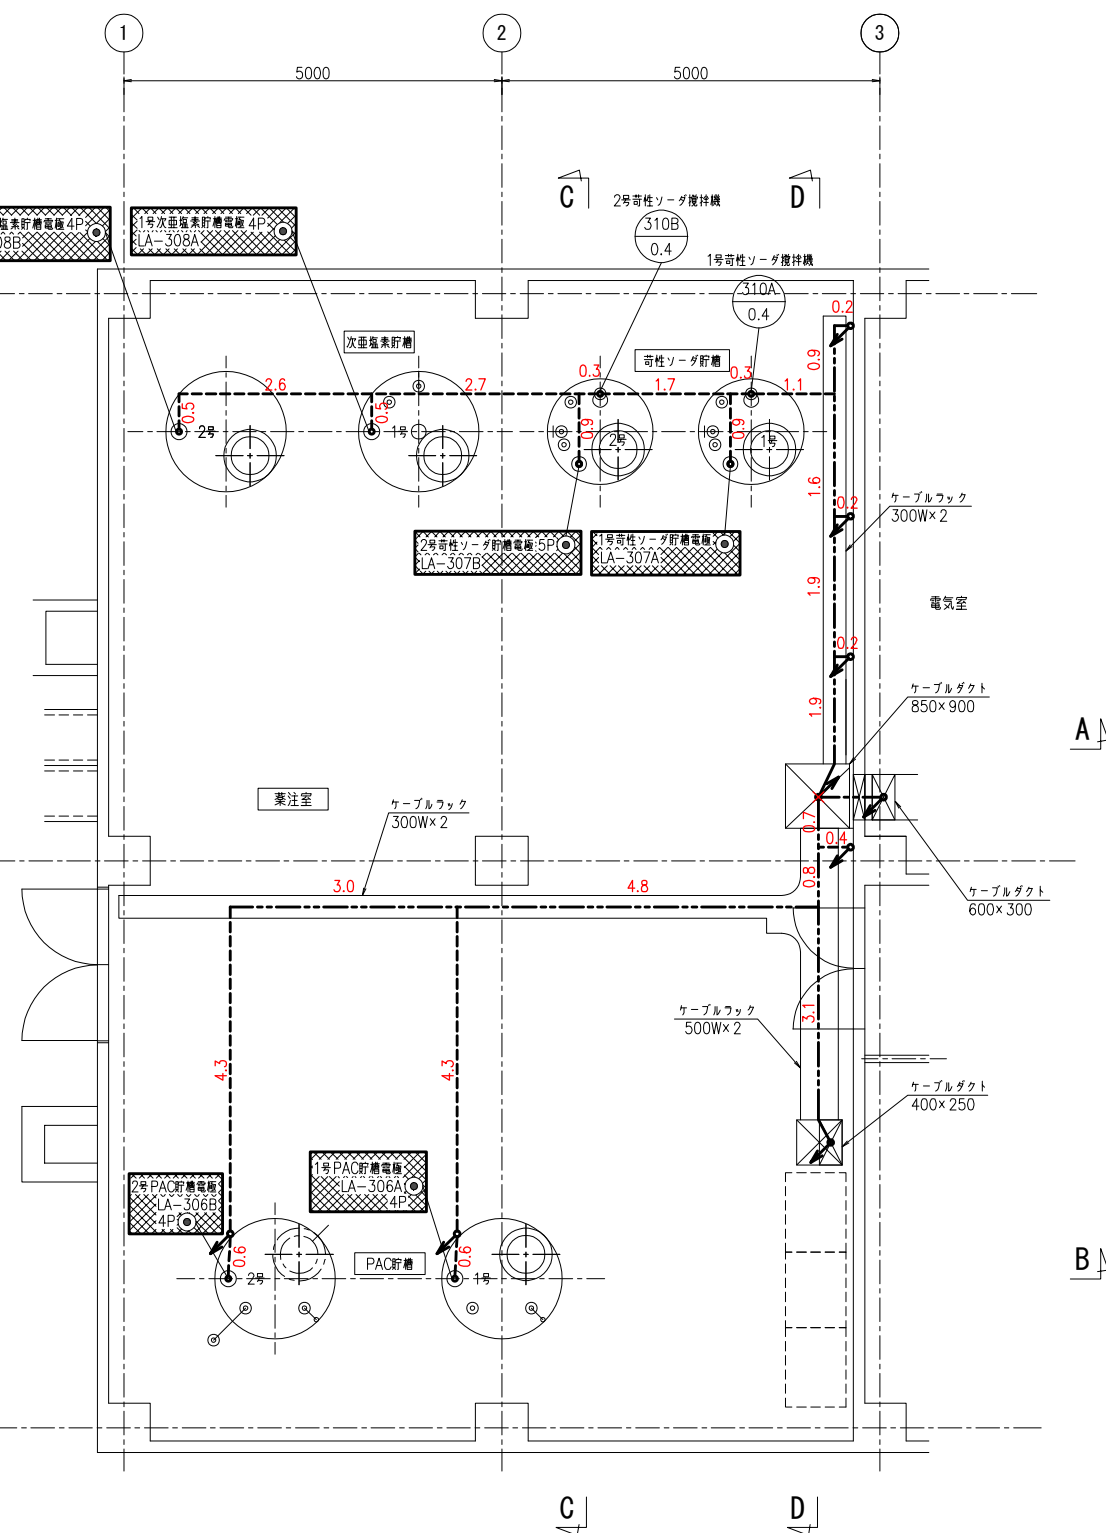 1
2
3
5000
5000
C
D
2号苛性ソーダ攪拌機
310B
0.4
1号苛性ソーダ攪拌機
310A
0.4
塩素貯槽電極 4P
08B
1号次亜塩素貯槽電極 4P
LA-308A
次亜塩素貯槽
苛性ソーダ貯槽
0.2
0.9
2.6
2.7
0.3
1.7
0.3
1.1
0.5
0.5
0.9
0.9
2号
1号
2号
1号
1.6
0.2
ケーブルラック
300W×2
2号苛性ソーダ貯槽電極 5P
LA-307B
1号苛性ソーダ貯槽電極
LA-307A
1.9
電気室
0.2
1.9
ケーブルダクト
850×900
A
薬注室
ケーブルラック
300W×2
0.7
0.4
0.8
3.0
4.8
ケーブルダクト
600×300
ケーブルラック
500W×2
3.1
4.3
4.3
ケーブルダクト
400×250
2号PAC貯槽電極
LA-306B
4P
1号PAC貯槽電極
LA-306A
4P
0.6
0.6
PAC貯槽
2号
1号
B
C
D